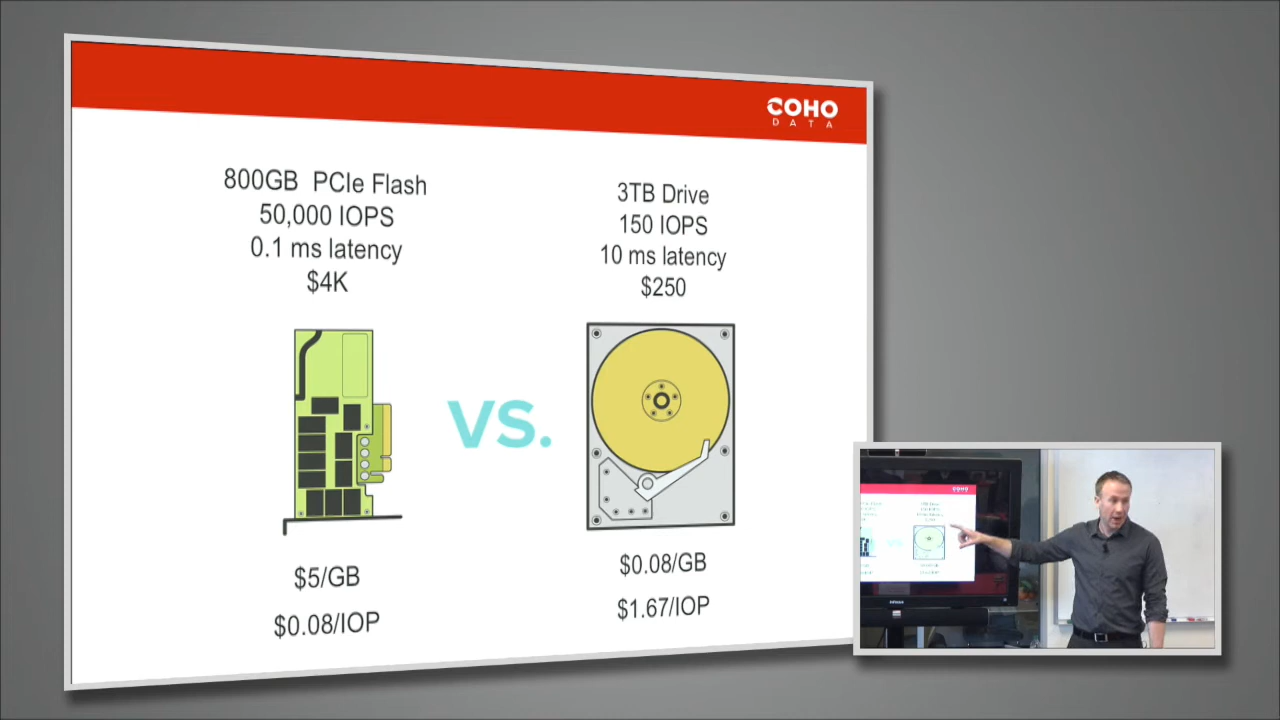 COHO
DATA
800GB PCIe Flash
50,000 IOPS
0.1 ms latency
$4K
3TB Drive
150 IOPS
10 ms latency
$250
VS.
$5/GB
$0.08/IOP
$0.08/GB
$1.67/IOP
COHO